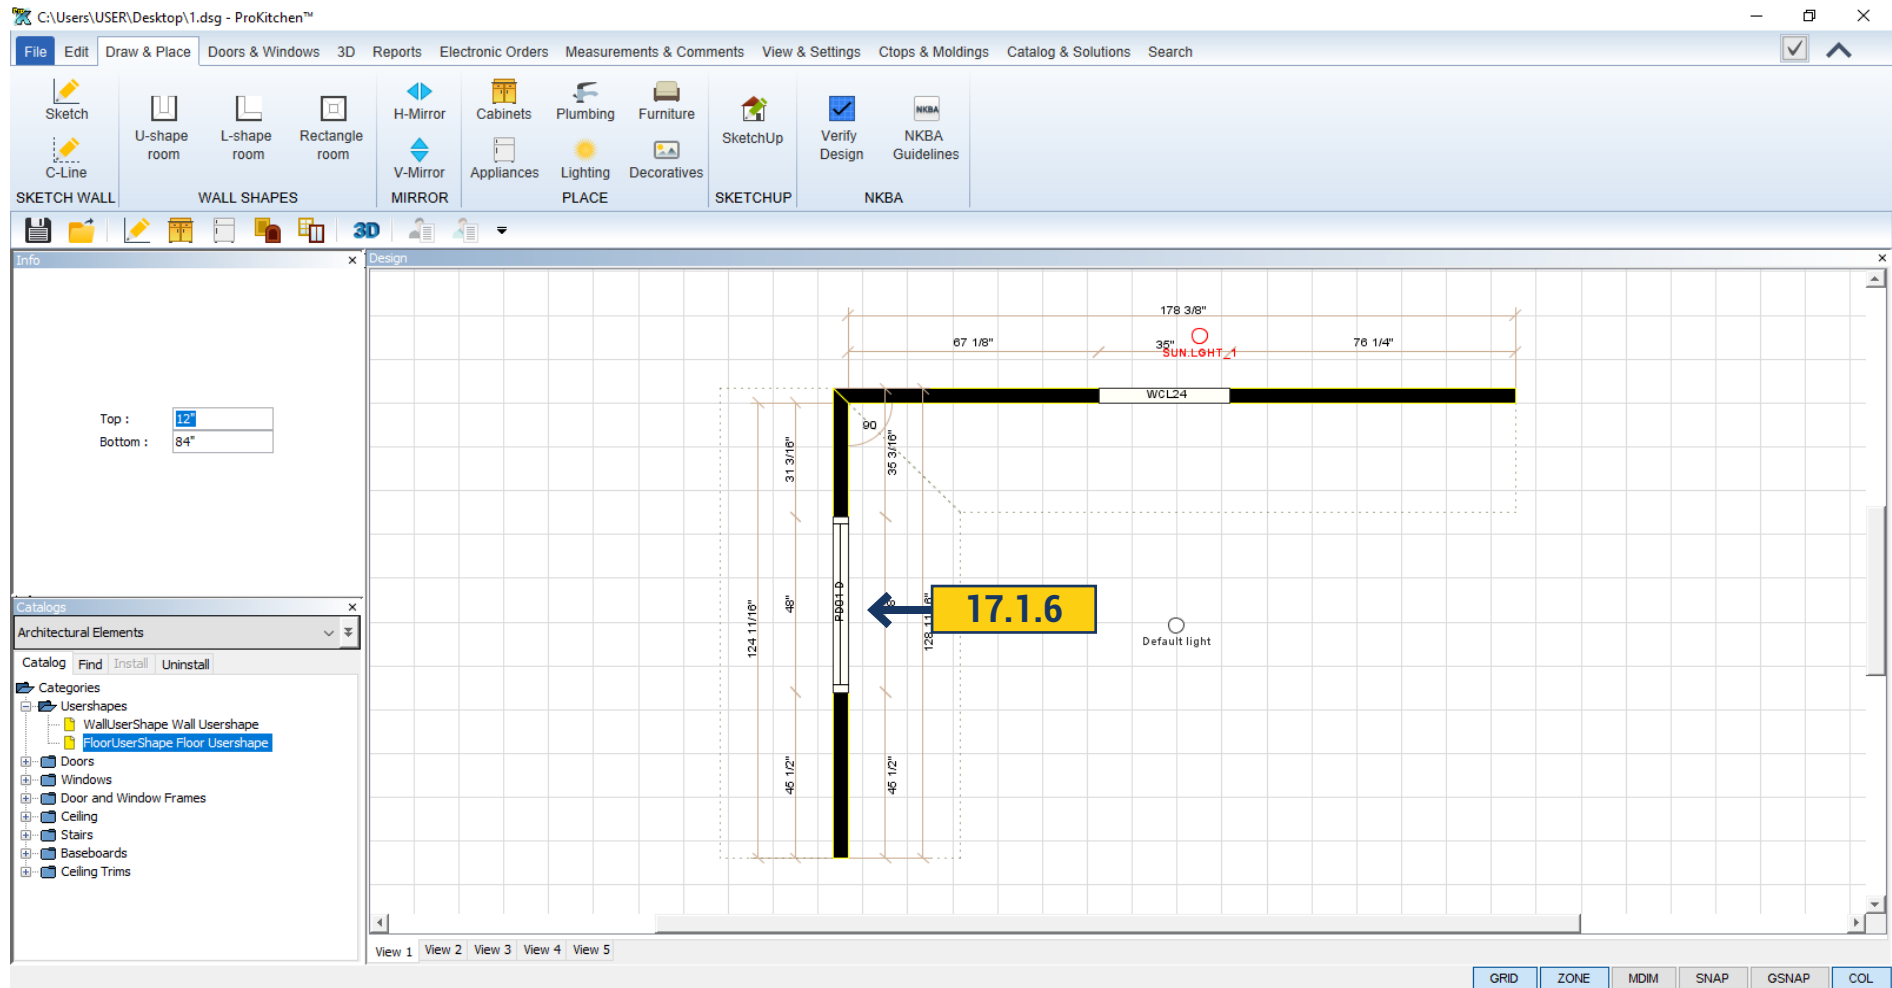 C:\Users\USER\Desktop\1.dsg - ProKitchen™
File Edit Draw & Place Doors & Windows 3D Reports Electronic Orders Measurements & Comments View & Settings Ctops & Moldings Catalog & Solutions Search
Sketch
C-Line
SKETCH WALL
U-shape room
L-shape room
Rectangle room
WALL SHAPES
H-Mirror
V-Mirror
MIRROR
Cabinets Plumbing Furniture
Appliances Lighting Decoratives
PLACE
SketchUp
SKETCHUP
Verify Design
NKBA
NKBA Guidelines
NKBA
3D
Info
Top : 12"
Bottom : 84"
Catalogs
Architectural Elements
Catalog Find Install Uninstall
Categories
Usershapes
WallUserShape Wall Usershape
FloorUserShape Floor Usershape
Doors
Windows
Door and Window Frames
Ceiling
Stairs
Baseboards
Ceiling Trims
Design
178 3/8"
67 1/8"
35"
76 1/4"
SUN.LGHT_1
WCL24
90
31 3/16"
35 3/16"
124 11/16"
48"
PD01 D
17.1.6
Default light
45 1/2"
45 1/2"
View 1 View 2 View 3 View 4 View 5
GRID ZONE MDIM SNAP GSNAP COL